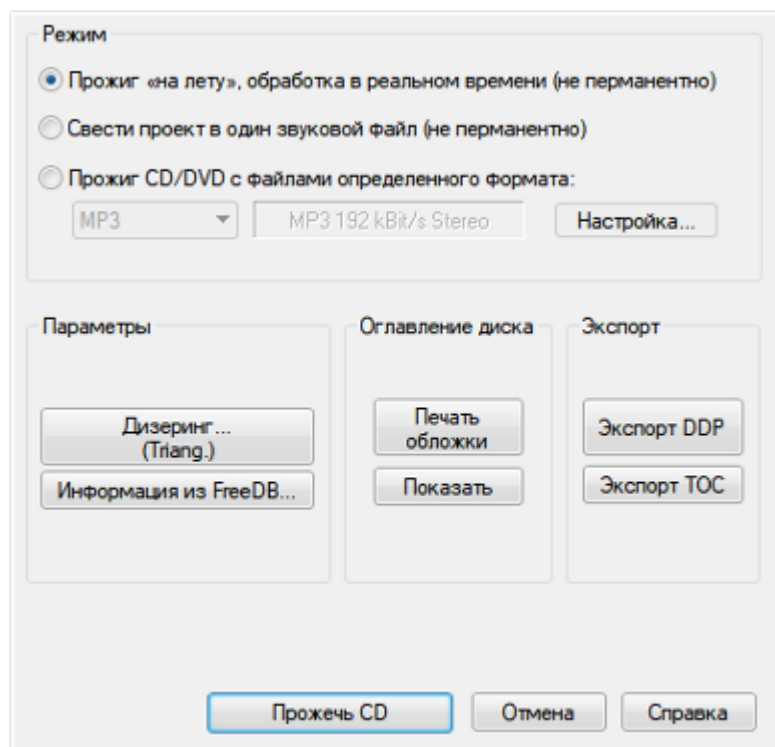 Режим
Прожиг «на лету», обработка в реальном времени (не перманентно)
Свести проект в один звуковой файл (не перманентно)
Прожиг CD/DVD с файлами определенного формата:
MP3
MP3 192 kBit/s Stereo
Настройка...
Параметры
Дизеринг...
(Triang.)
Информация из FreeDB...
Оглавление диска
Печать
обложки
Показать
Экспорт
Экспорт DDP
Экспорт TOC
Прожечь CD
Отмена
Справка